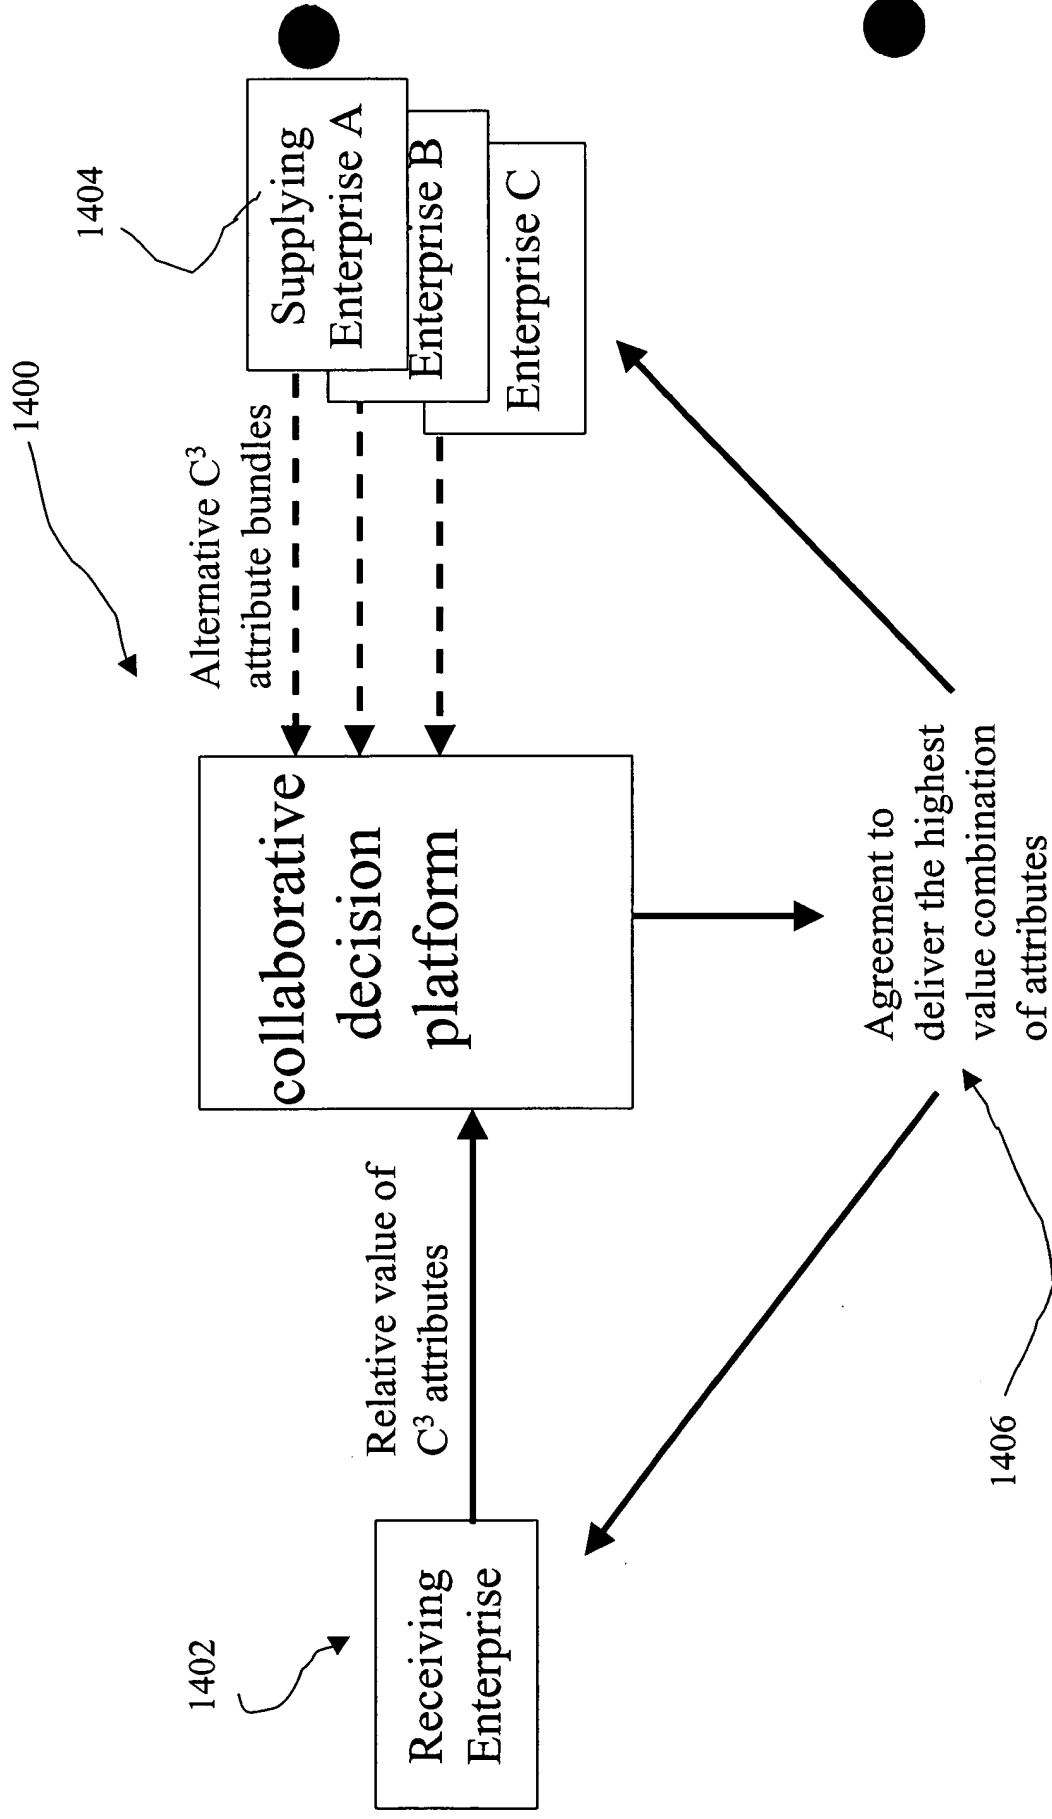 1400
1402
Receiving
Enterprise
Relative value of
C³ attributes
collaborative
decision
platform
Alternative C³
attribute bundles
1404
Supplying
Enterprise A
Enterprise B
Enterprise C
Agreement to
deliver the highest
value combination
of attributes
1406